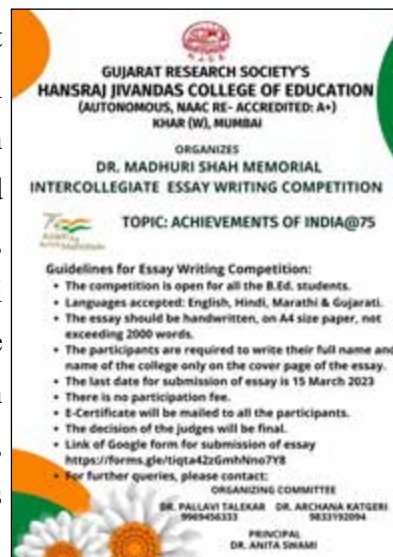 GUJARAT RESEARCH SOCIETY'S
HANSRAJ JIVANDAS COLLEGE OF EDUCATION
(AUTONOMOUS, NAAC RE- ACCREDITED: A+)
KHAR (W), MUMBAI
ORGANIZES
DR. MADHURI SHAH MEMORIAL
INTERCOLLEGIATE ESSAY WRITING COMPETITION
TOPIC: ACHIEVEMENTS OF INDIA@75
Guidelines for Essay Writing Competition:
• The competition is open for all the B.Ed. students.
• Languages accepted: English, Hindi, Marathi & Gujarati.
• The essay should be handwritten, on A4 size paper, not
exceeding 2000 words.
• The participants are required to write their full name and
name of the college only on the cover page of the essay.
• The last date for submission of essay is 15 March 2023
• There is no participation fee.
• E-Certificate will be mailed to all the participants.
• The decision of the judges will be final.
• Link of Google form for submission of essay
https://forms.gle/tiqta42zGmhNno7Y8
• For further queries, please contact:
ORGANIZING COMMITTEE
DR. PALLAVI TALEKAR DR. ARCHANA KATGERI
9969456333 9833192094
PRINCIPAL
DR. ANITA SWAMI